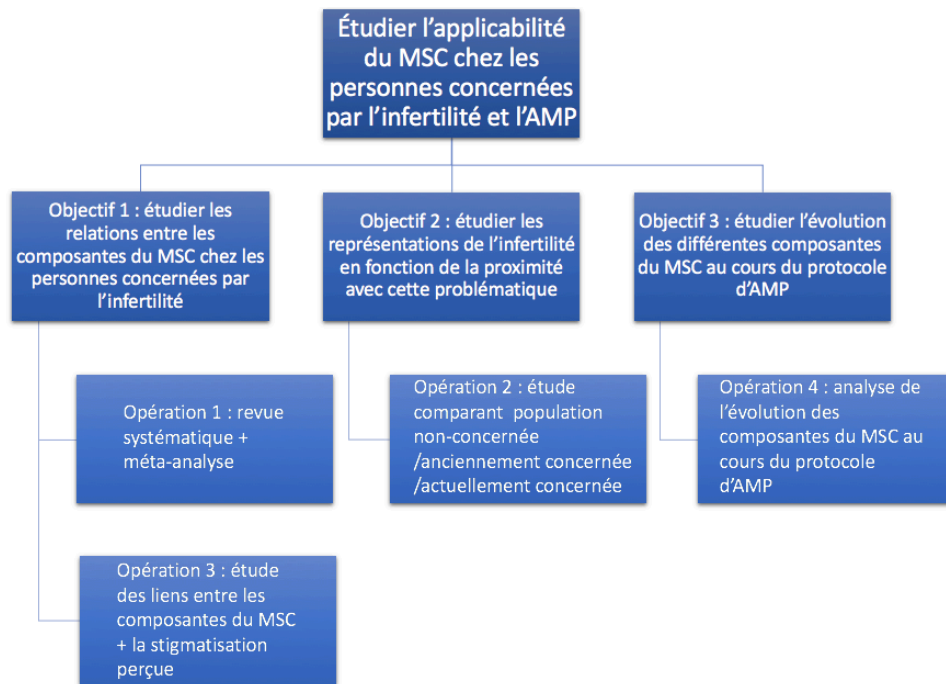 Étudier l'applicabilité
du MSC chez les
personnes concernées
par l'infertilité et l'AMP
Objectif 1 : étudier les
relations entre les
composantes du MSC chez les
personnes concernées par
l'infertilité
Objectif 2 : étudier les
représentations de l'infertilité
en fonction de la proximité
avec cette problématique
Objectif 3 : étudier l'évolution
des différentes composantes
du MSC au cours du protocole
d'AMP
Opération 1 : revue
systématique +
méta-analyse
Opération 2 : étude
comparant population
non-concernée
/anciennement concernée
/actuellement concernée
Opération 4 : analyse de
l'évolution des
composantes du MSC au
cours du protocole
d'AMP
Opération 3 : étude
des liens entre les
composantes du MSC
+ la stigmatisation
perçue